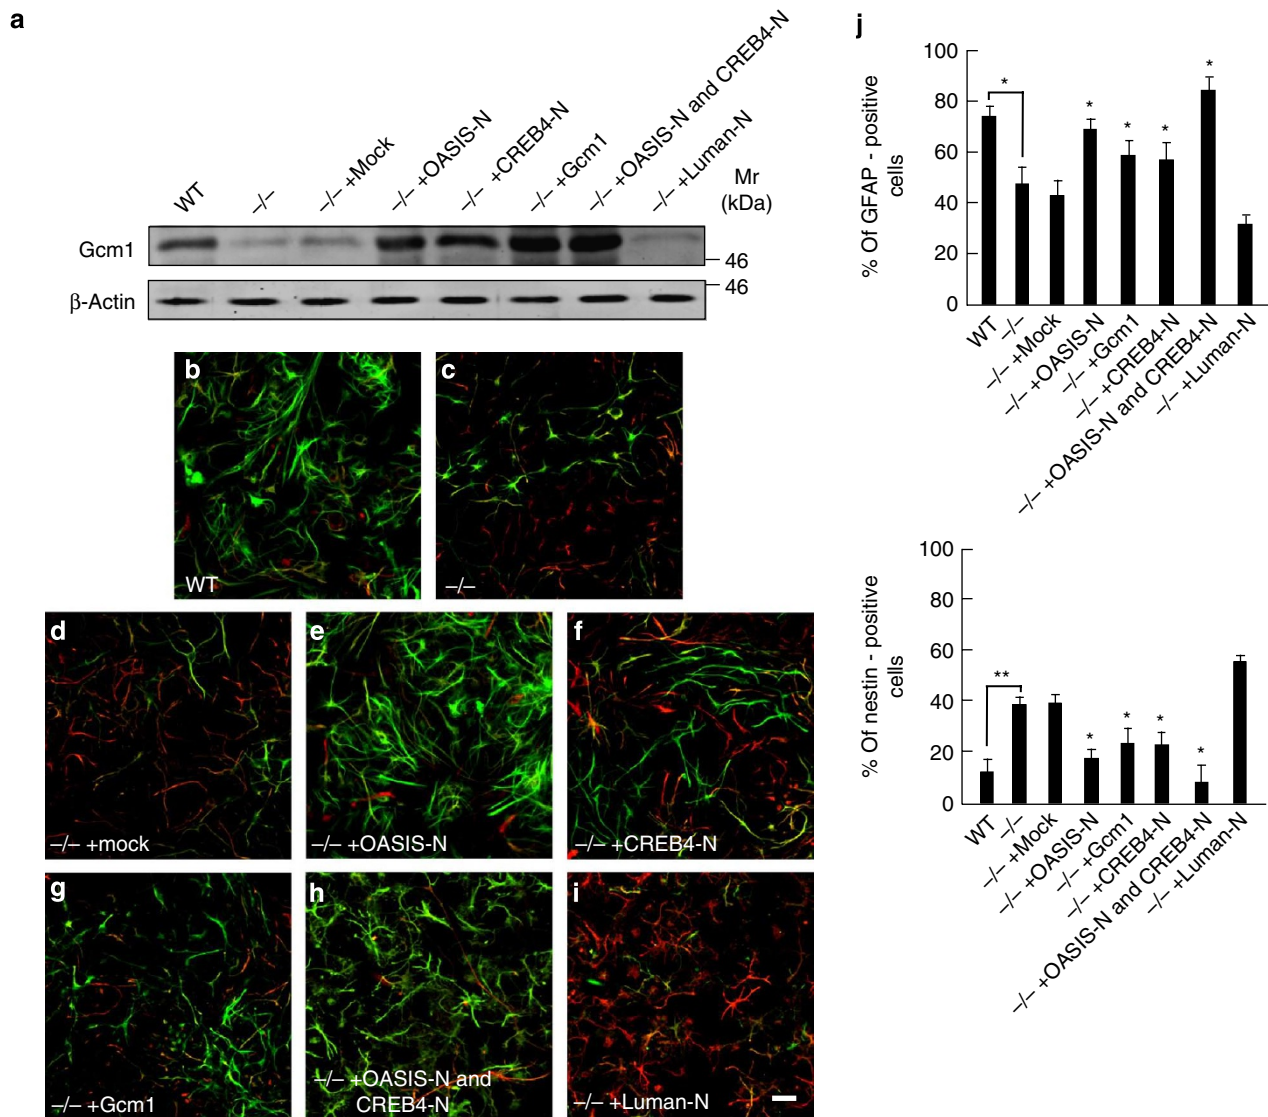 a
WT
–/–
–/– +Mock
–/– +OASIS-N
–/– +CREB4-N
–/– +Gcm1
–/– +OASIS-N and CREB4-N
–/– +Luman-N
Mr
(kDa)
Gcm1
46
46
β-Actin
b
WT
c
–/–
d
–/– +mock
e
–/– +OASIS-N
f
–/– +CREB4-N
g
–/– +Gcm1
h
–/– +OASIS-N and
CREB4-N
i
–/– +Luman-N
j
% Of GFAP - positive
cells
100
80
60
40
20
0
*
*
*
*
*
WT
–/–
–/– +Mock
–/– +OASIS-N
–/– +Gcm1
–/– +CREB4-N
–/– +OASIS-N and CREB4-N
–/– +Luman-N
% Of nestin - positive
cells
100
80
60
40
20
0
**
*
*
*
*
WT
–/–
–/– +Mock
–/– +OASIS-N
–/– +Gcm1
–/– +CREB4-N
–/– +OASIS-N and CREB4-N
–/– +Luman-N